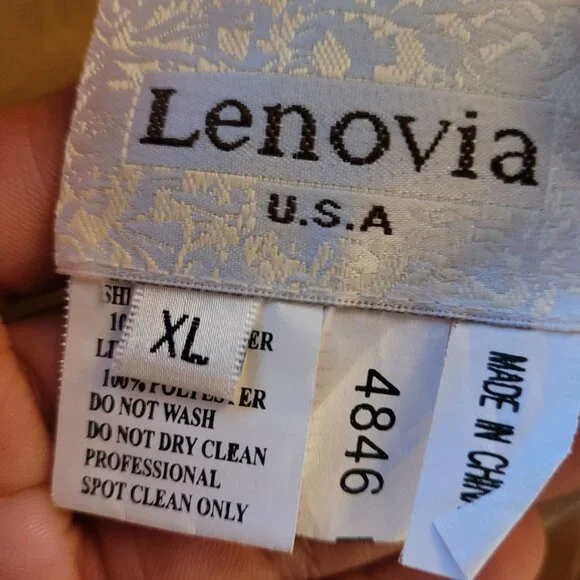 Lenovia
U.S.A
XL
100% POLYESTER
DO NOT WASH
DO NOT DRY CLEAN
PROFESSIONAL
SPOT CLEAN ONLY
4846
MADE IN